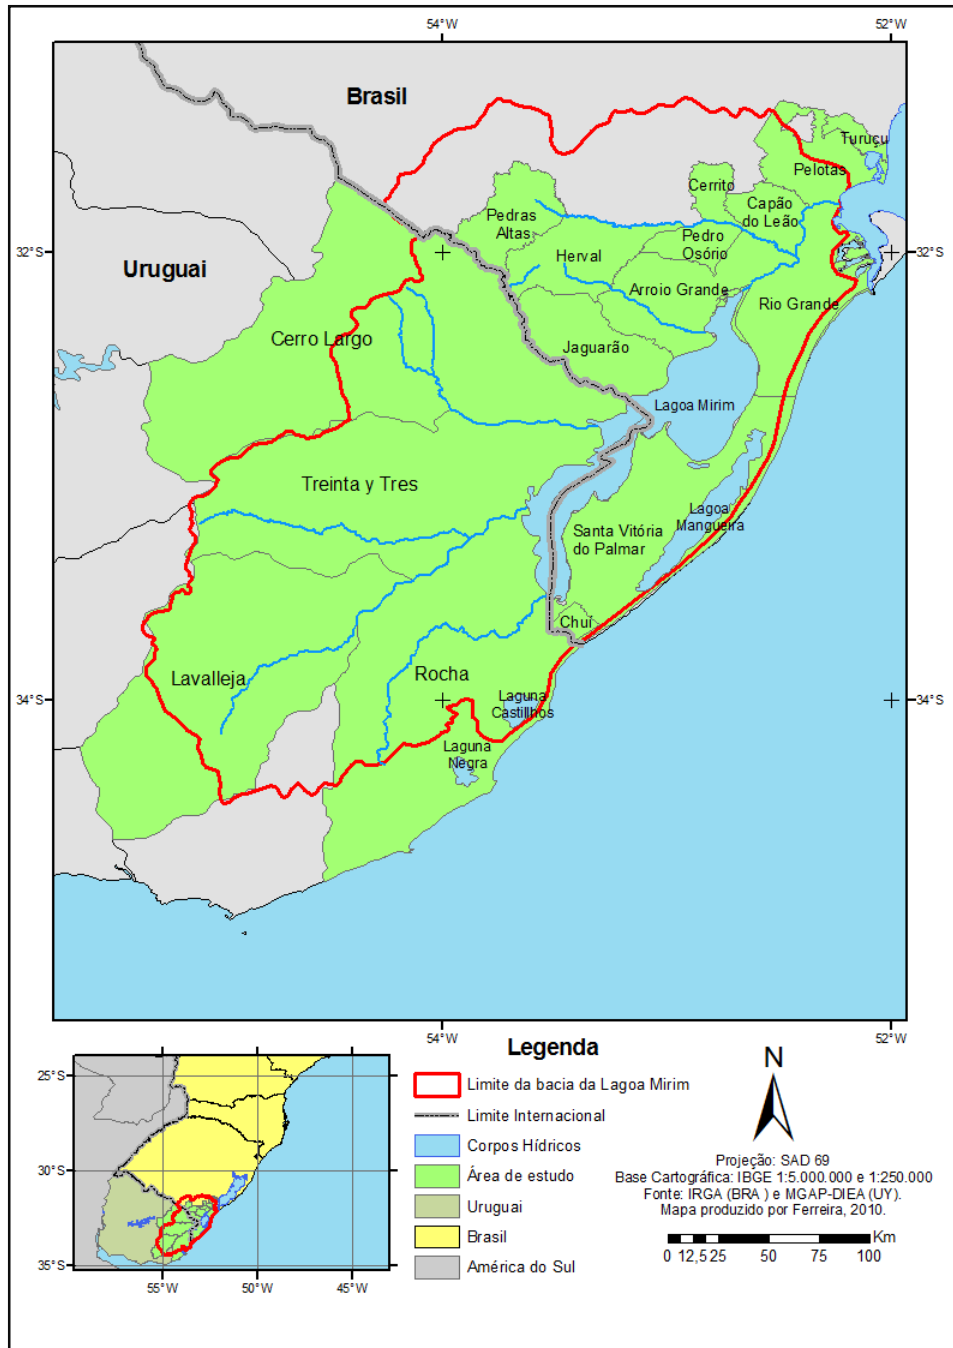 54°W
52°W
Brasil
Turuçu
Pelotas
Cerrito
Capão
do Leão
Pedras
Altas
Pedro
Osório
32°S
32°S
Herval
Uruguai
Arroio Grande
Rio Grande
Cerro Largo
Jaguarão
Lagoa Mirim
Treinta y Tres
Lagoa
Mangueira
Santa Vitória
do Palmar
Chuí
Rocha
Lavalleja
34°S
34°S
Laguna
Castillhos
Laguna
Negra
54°W
52°W
Legenda
Limite da bacia da Lagoa Mirim
Limite Internacional
Corpos Hídricos
Área de estudo
Uruguai
Brasil
América do Sul
25°S
30°S
35°S
55°W
50°W
45°W
N
Projeção: SAD 69
Base Cartográfica: IBGE 1:5.000.000 e 1:250.000
Fonte: IRGA (BRA ) e MGAP-DIEA (UY).
Mapa produzido por Ferreira, 2010.
Km
0 12,5 25 50 75 100